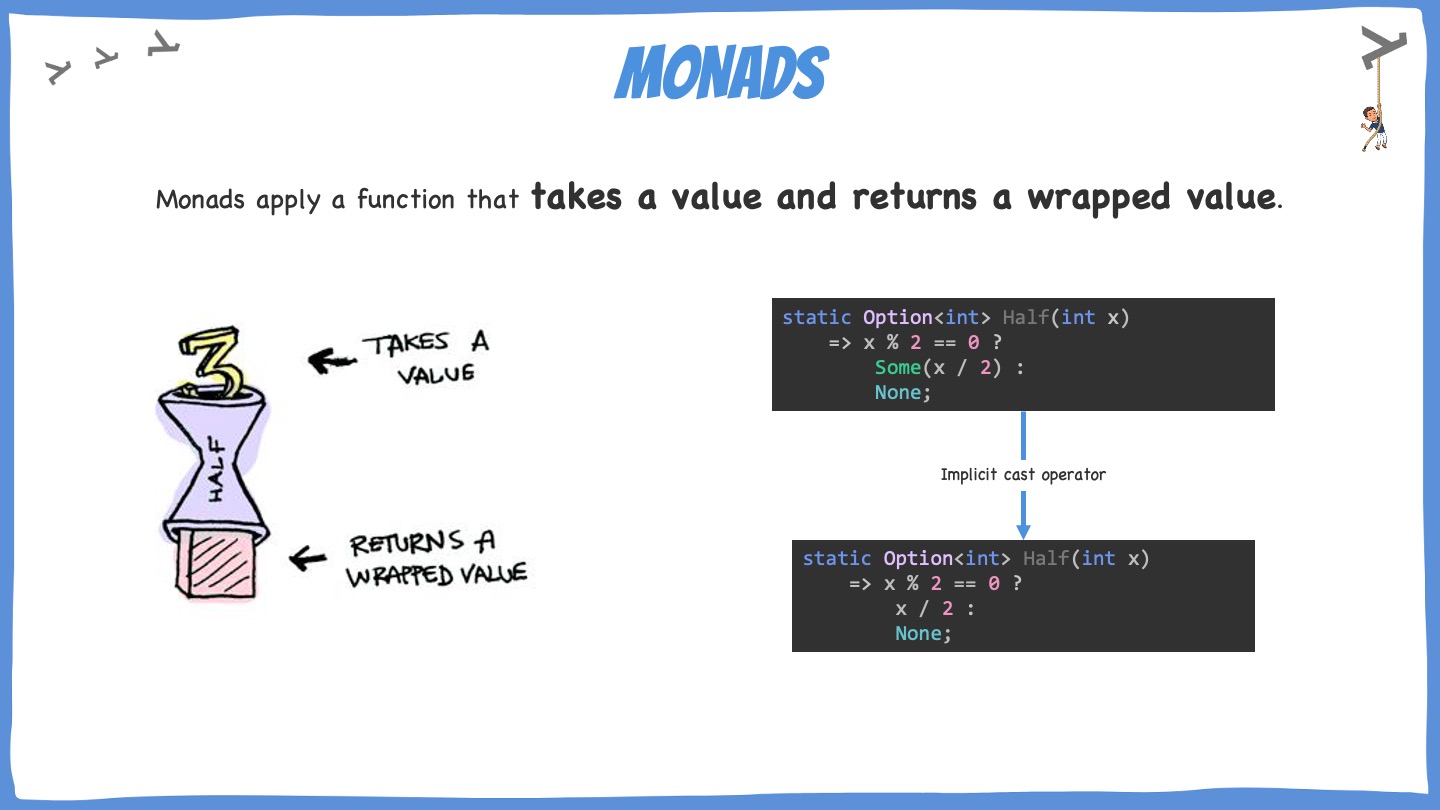 MONADS
Monads apply a function that takes a value and returns a wrapped value.
3
TAKES A
VALUE
HALF
RETURNS A
WRAPPED VALUE
static Option<int> Half(int x)
    => x % 2 == 0 ?
        Some(x / 2) :
        None;
Implicit cast operator
static Option<int> Half(int x)
    => x % 2 == 0 ?
        x / 2 :
        None;